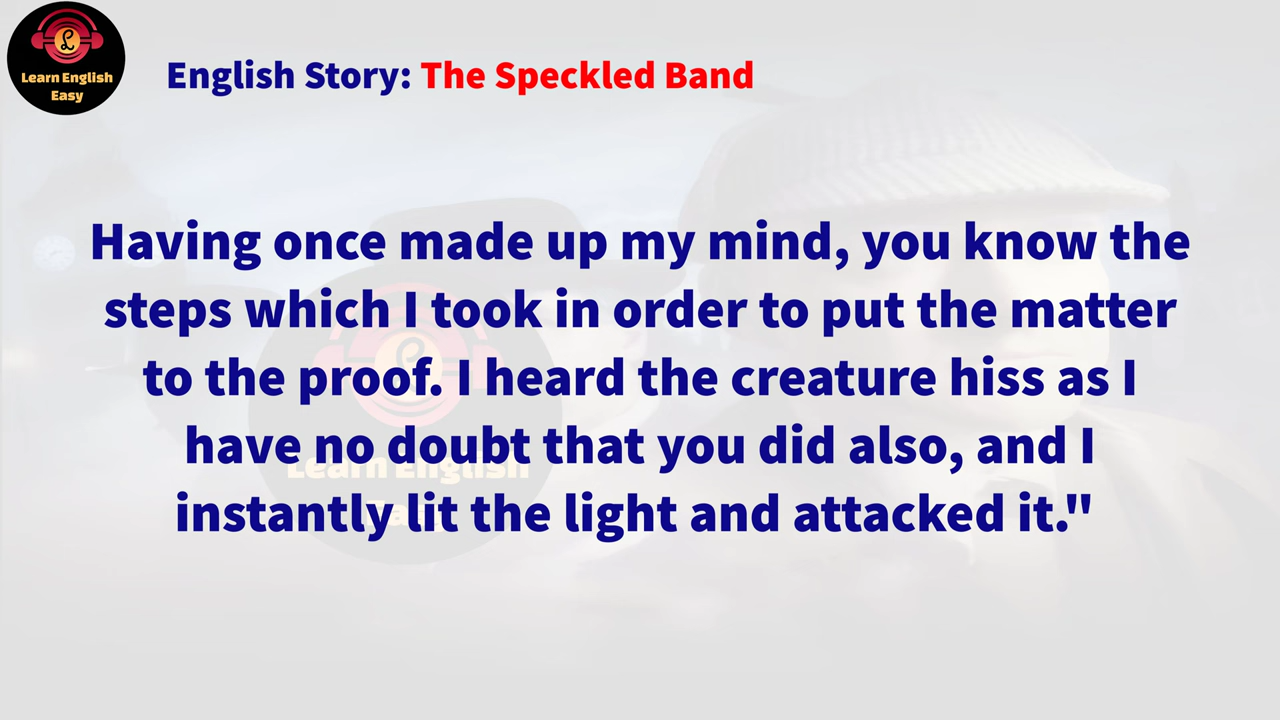 Learn English
Easy
English Story: The Speckled Band
Having once made up my mind, you know the
steps which I took in order to put the matter
to the proof. I heard the creature hiss as I
have no doubt that you did also, and I
instantly lit the light and attacked it."
Learn English